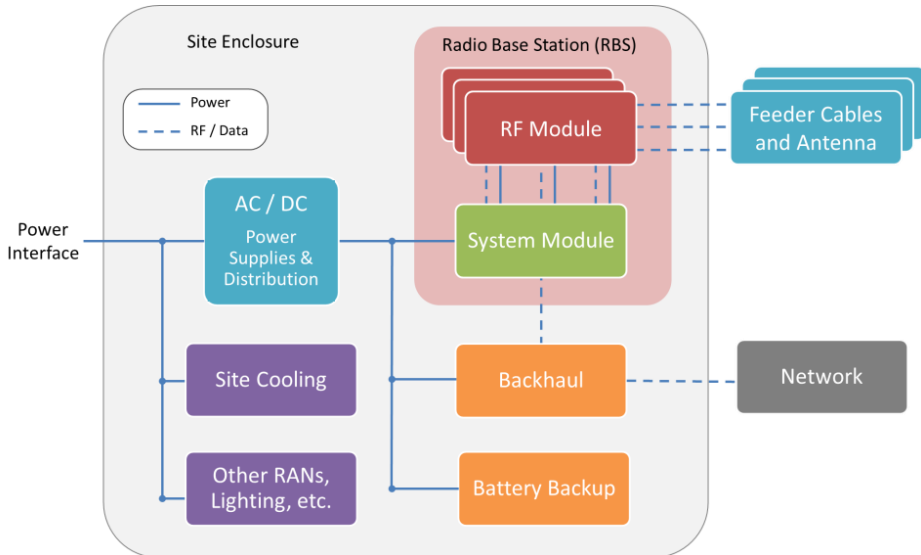 Site Enclosure
Radio Base Station (RBS)
Power
RF / Data
RF Module
Feeder Cables
and Antenna
AC / DC
Power
Supplies &
Distribution
Power
Interface
System Module
Site Cooling
Backhaul
Network
Other RANs,
Lighting, etc.
Battery Backup